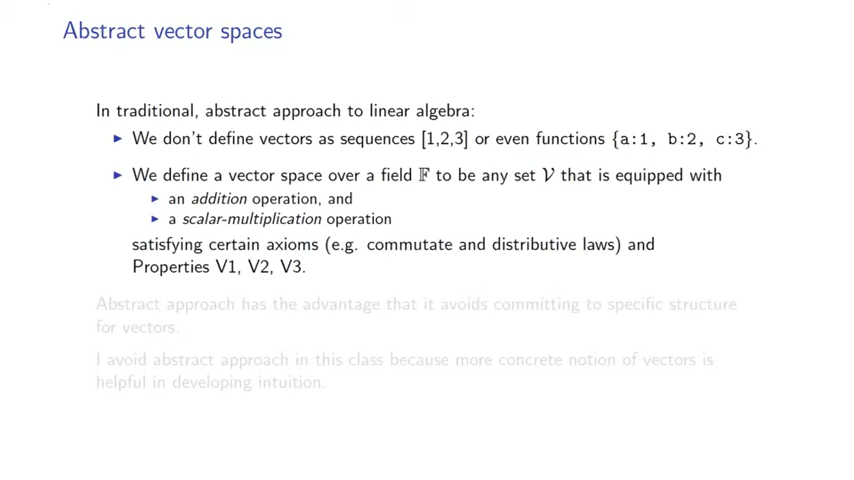 Abstract vector spaces
In traditional, abstract approach to linear algebra:
▶ We don't define vectors as sequences [1,2,3] or even functions {a:1, b:2, c:3}.
▶ We define a vector space over a field 𝔽 to be any set 𝒱 that is equipped with
▶ an addition operation, and
▶ a scalar-multiplication operation
satisfying certain axioms (e.g. commutate and distributive laws) and
Properties V1, V2, V3.
Abstract approach has the advantage that it avoids committing to specific structure
for vectors.
I avoid abstract approach in this class because more concrete notion of vectors is
helpful in developing intuition.